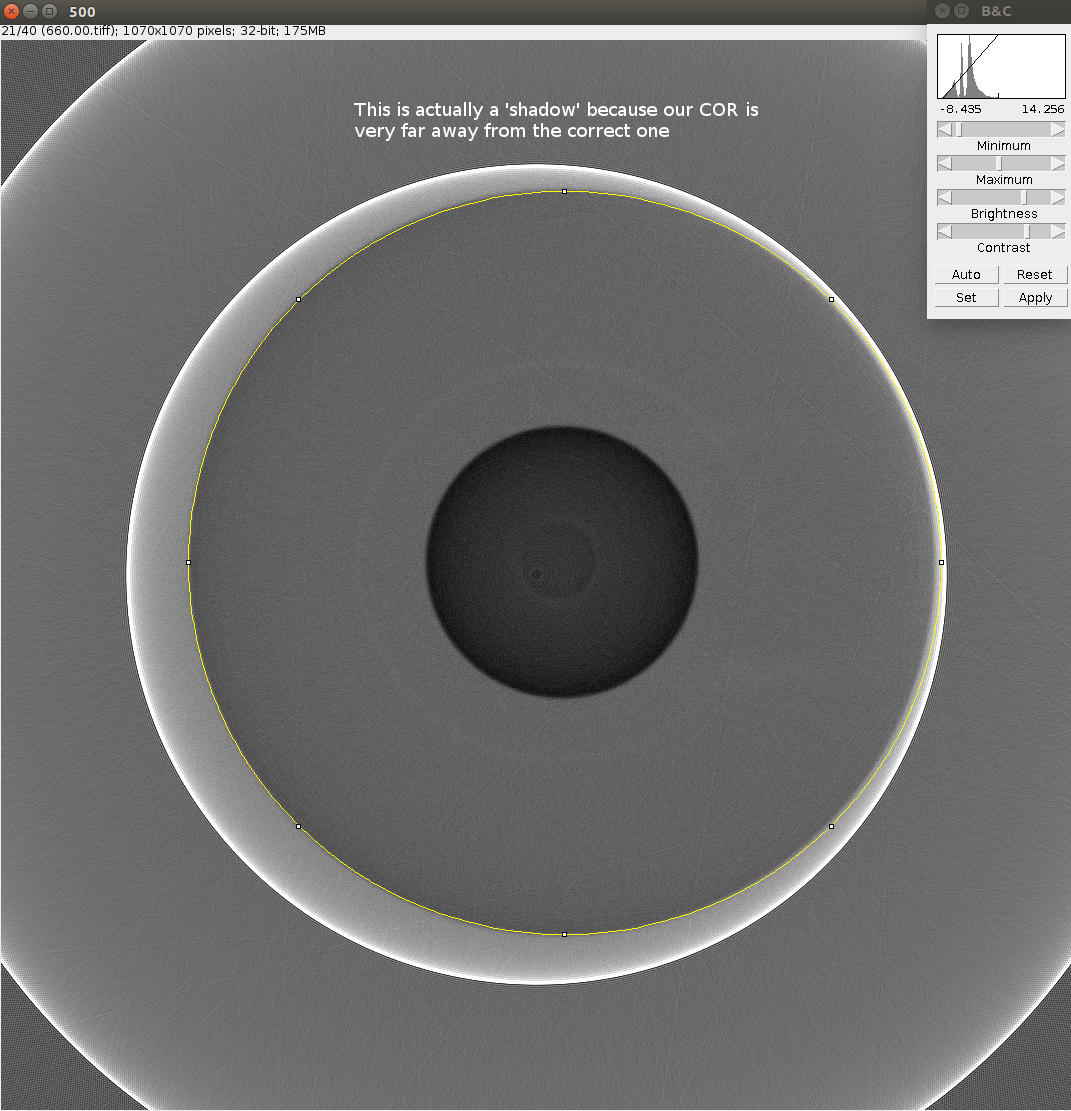 500
B&C
21/40 (660.00.tiff); 1070x1070 pixels; 32-bit; 175MB
This is actually a 'shadow' because our COR is
very far away from the correct one
-8.435 14.256
Minimum
Maximum
Brightness
Contrast
Auto Reset
Set Apply